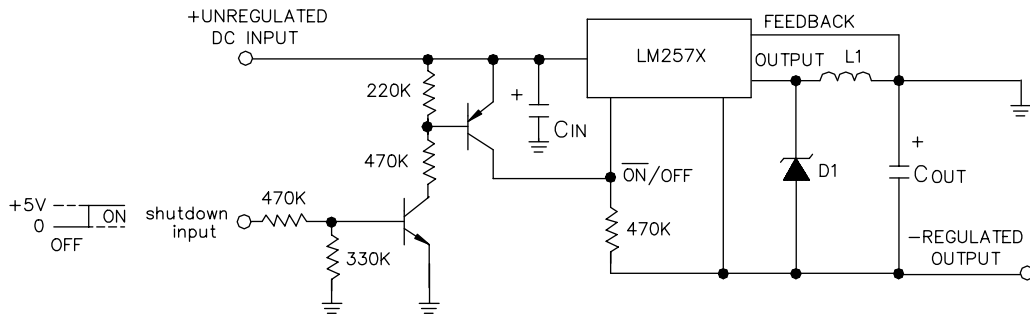 +UNREGULATED
DC INPUT
FEEDBACK
LM257X
OUTPUT
L1
220K
+
CIN
470K
ON/OFF
D1
+
COUT
+5V
0
ON
OFF
shutdown
input
470K
330K
470K
-REGULATED
OUTPUT